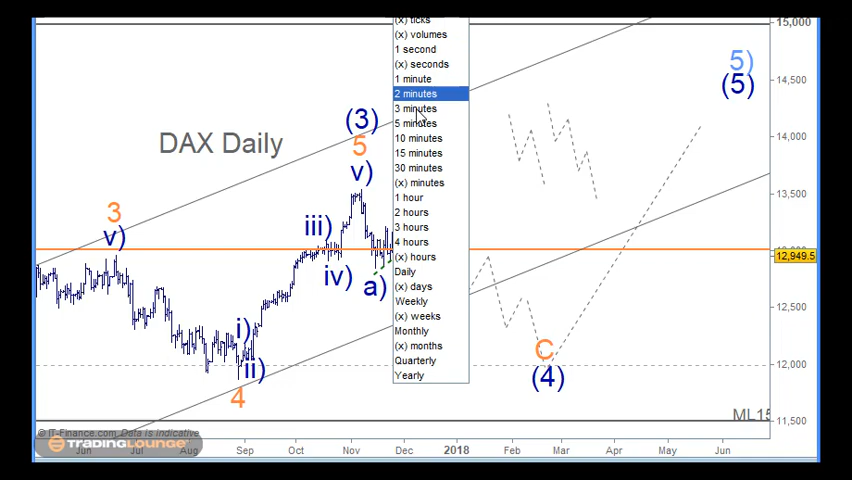 (x) ticks
(x) volumes
1 second
(x) seconds
1 minute
2 minutes
3 minutes
5 minutes
10 minutes
15 minutes
30 minutes
(x) minutes
1 hour
2 hours
3 hours
4 hours
(x) hours
Daily
(x) days
Weekly
(x) weeks
Monthly
(x) months
Quarterly
Yearly
DAX Daily
3
v)
(3)
5
v)
iii)
iv)
a)
i)
ii)
4
C
(4)
5)
(5)
15,000
14,500
14,000
13,500
12,949.5
12,500
12,000
11,500
ML15
© IT-Finance.com Data is indicative
TRADINGLOUNGE
Jun Jul Aug Sep Oct Nov Dec 2018 Feb Mar Apr May Jun